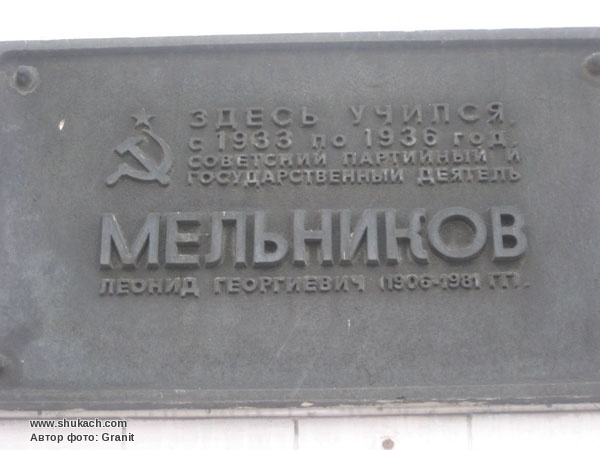 ЗДЕСЬ УЧИЛСЯ
с 1933 по 1936 год.
СОВЕТСКИЙ ПАРТИЙНЫЙ И
ГОСУДАРСТВЕННЫЙ ДЕЯТЕЛЬ
МЕЛЬНИКОВ
ЛЕОНИД ГЕОРГИЕВИЧ (1906-1981 ГГ).
www.shukach.com
Автор фото: Granit